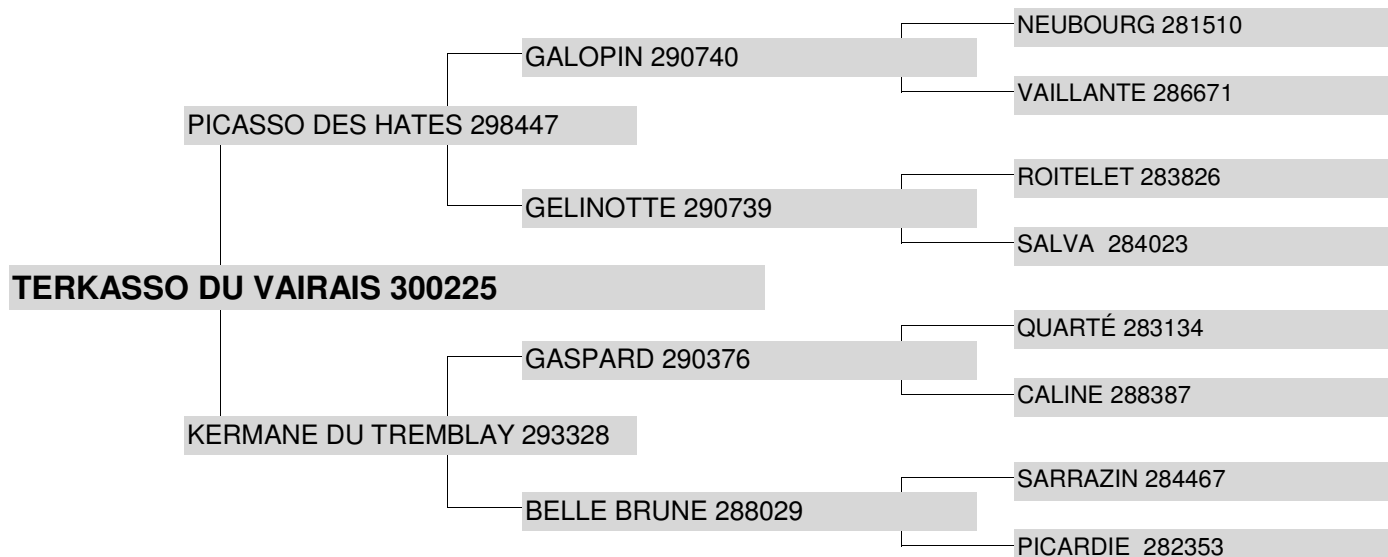 NEUBOURG 281510
GALOPIN 290740
VAILLANTE 286671
PICASSO DES HATES 298447
ROITELET 283826
GELINOTTE 290739
SALVA 284023
TERKASSO DU VAIRAIS 300225
QUARTÉ 283134
GASPARD 290376
CALINE 288387
KERMANE DU TREMBLAY 293328
SARRAZIN 284467
BELLE BRUNE 288029
PICARDIE 282353